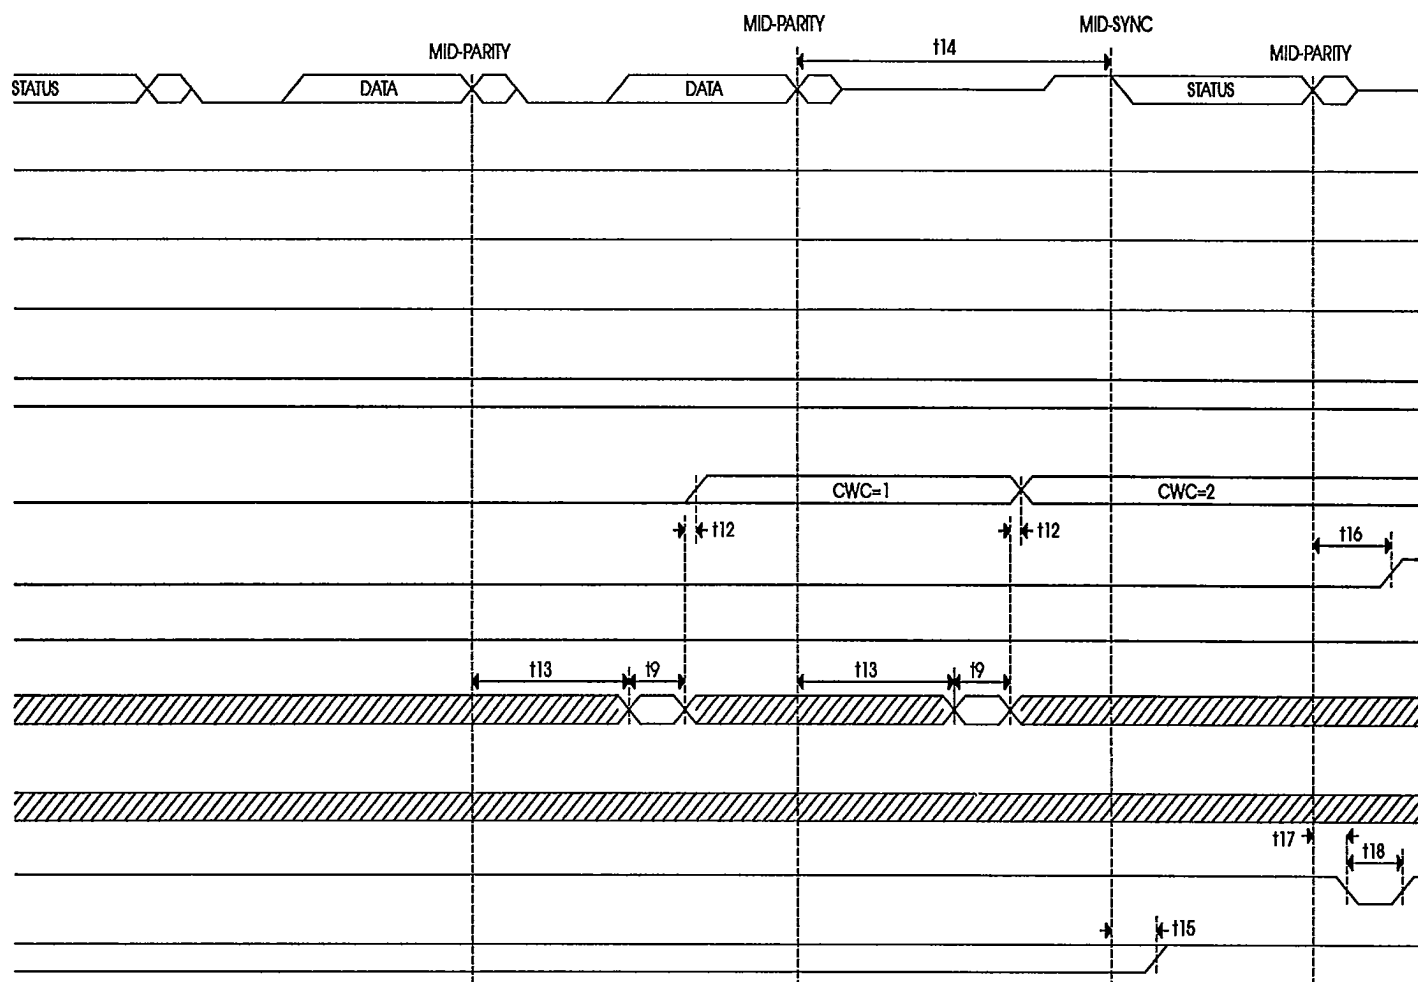 MID-PARITY MID-SYNC
MID-PARITY t14 MID-PARITY
STATUS DATA DATA STATUS
CWC=1 CWC=2
t12 t12 t16
t13 t9 t13 t9
t17 t18
t15